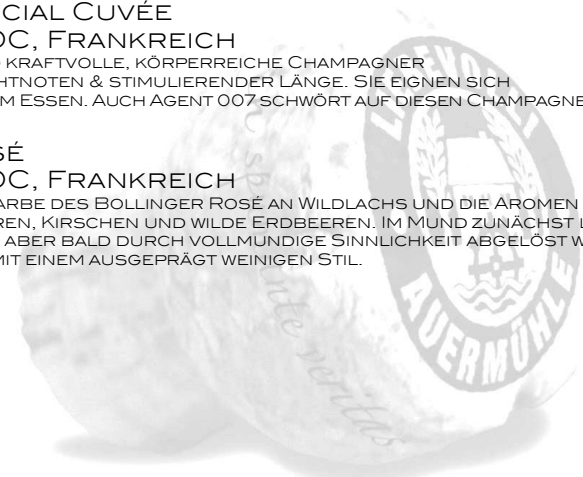 CIAL CUVÉE
OC, FRANKREICH
KRAFTVOLLE, KÖRPERREICHE CHAMPAGNER
HTNOTEN & STIMULIERENDER LÄNGE. SIE EIGNEN SICH
M ESSEN. AUCH AGENT 007 SCHWÖRT AUF DIESEN CHAMPAGNE
SÉ
OC, FRANKREICH
ARBE DES BOLLINGER ROSÉ AN WILDLACHS UND DIE AROMEN
REN, KIRSCHEN UND WILDE ERDBEEREN. IM MUND ZUNÄCHST L
ABER BALD DURCH VOLLMUNDIGE SINNLICHKEIT ABGELÖST W
MIT EINEM AUSGEPRÄGT WEINIGEN STIL.
AUERMÜHLE
veritas